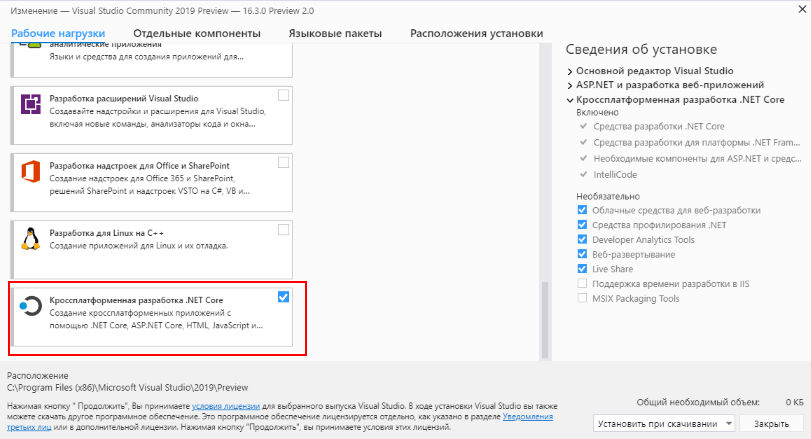 Изменение — Visual Studio Community 2019 Preview — 16.3.0 Preview 2.0
Рабочие нагрузки
Отдельные компоненты
Языковые пакеты
Расположения установки
аналитические приложения
Языки и средства для создания приложений для...
Разработка расширений Visual Studio
Создавайте надстройки и расширения для Visual Studio,
включая новые команды, анализаторы кода и окна...
Разработка надстроек для Office и SharePoint
Создание надстроек для Office 365 и SharePoint,
решений SharePoint и надстроек VSTO на C#, VB и...
Разработка для Linux на C++
Создание приложений для Linux и их отладка.
Кроссплатформенная разработка .NET Core
Создание кроссплатформенных приложений с
помощью .NET Core, ASP.NET Core, HTML, JavaScript и...
Сведения об установке
Основной редактор Visual Studio
ASP.NET и разработка веб-приложений
Кроссплатформенная разработка .NET Core
Включено
Средства разработки .NET Core
Средства разработки для платформы .NET Fram...
Необходимые компоненты для ASP.NET и средс...
IntelliCode
Необязательно
Облачные средства для веб-разработки
Средства профилирования .NET
Developer Analytics Tools
Веб-развертывание
Live Share
Поддержка времени разработки в IIS
MSIX Packaging Tools
Расположение
C:\Program Files (x86)\Microsoft Visual Studio\2019\Preview
Нажимая кнопку " Продолжить", Вы принимаете условия лицензии для выбранного выпуска Visual Studio. В ходе установки Visual Studio вы также
можете скачать другое программное обеспечение. Это программное обеспечение лицензируется отдельно, как указано в разделе Уведомления
третьих лиц или в дополнительной лицензии. Нажимая кнопку "Продолжить", вы принимаете условия этих лицензий.
Общий необходимый объем: 0 КБ
Установить при скачивании
Закрыть